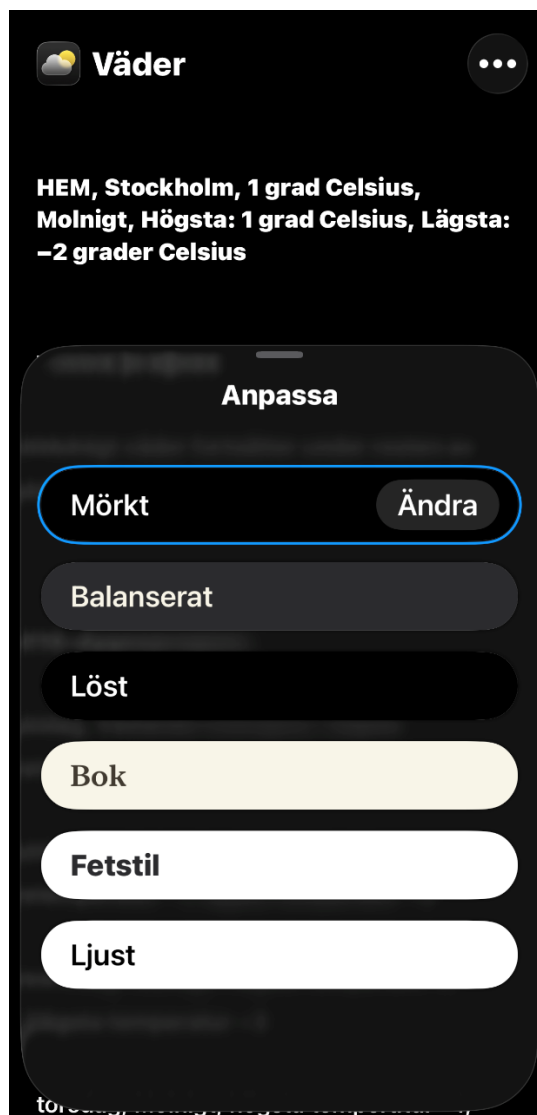 Väder
HEM, Stockholm, 1 grad Celsius,
Molnigt, Högsta: 1 grad Celsius, Lägsta:
−2 grader Celsius
Anpassa
Mörkt
Ändra
Balanserat
Löst
Bok
Fetstil
Ljust